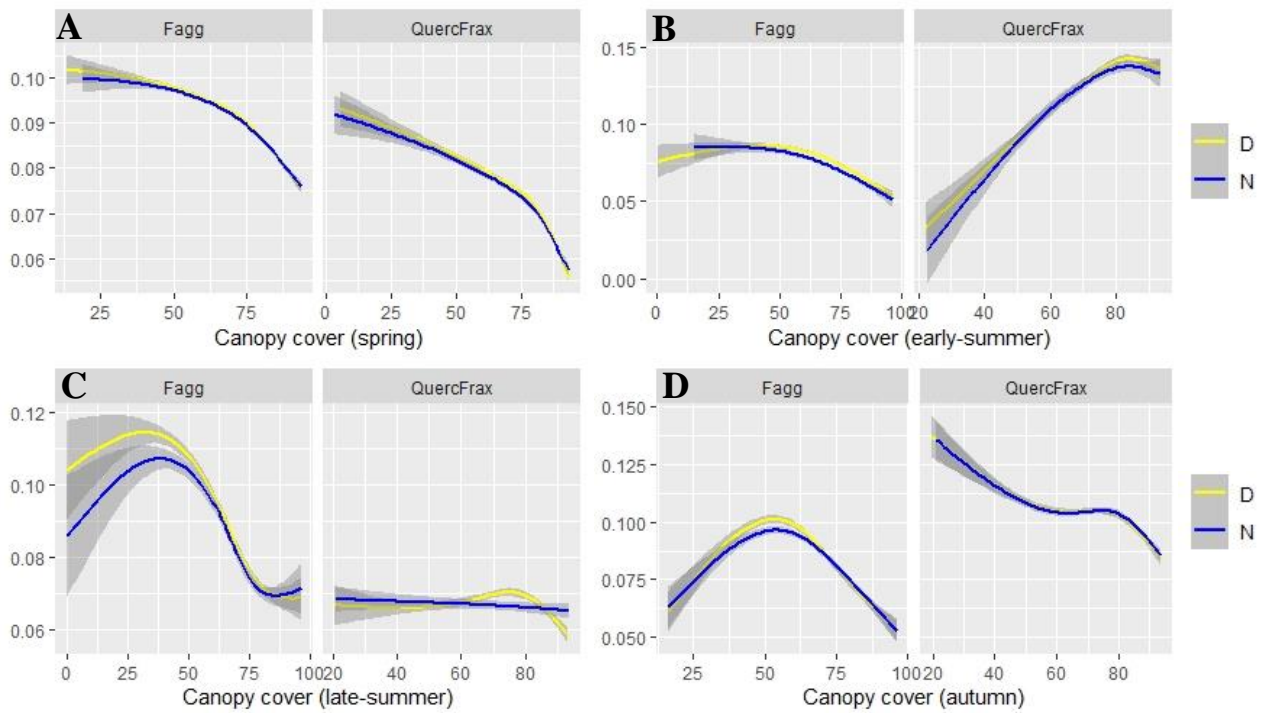 A Fagg QuercFrax
0.10
0.09
0.08
0.07
0.06
25 50 75 0 25 50 75
Canopy cover (spring)
B Fagg QuercFrax
0.15
0.10
0.05
0.00
0 25 50 75 100 20 40 60 80
Canopy cover (early-summer)
D
N
C Fagg QuercFrax
0.12
0.10
0.08
0.06
0 25 50 75 100 20 40 60 80
Canopy cover (late-summer)
D Fagg QuercFrax
0.150
0.125
0.100
0.075
0.050
25 50 75 100 20 40 60 80
Canopy cover (autumn)
D
N